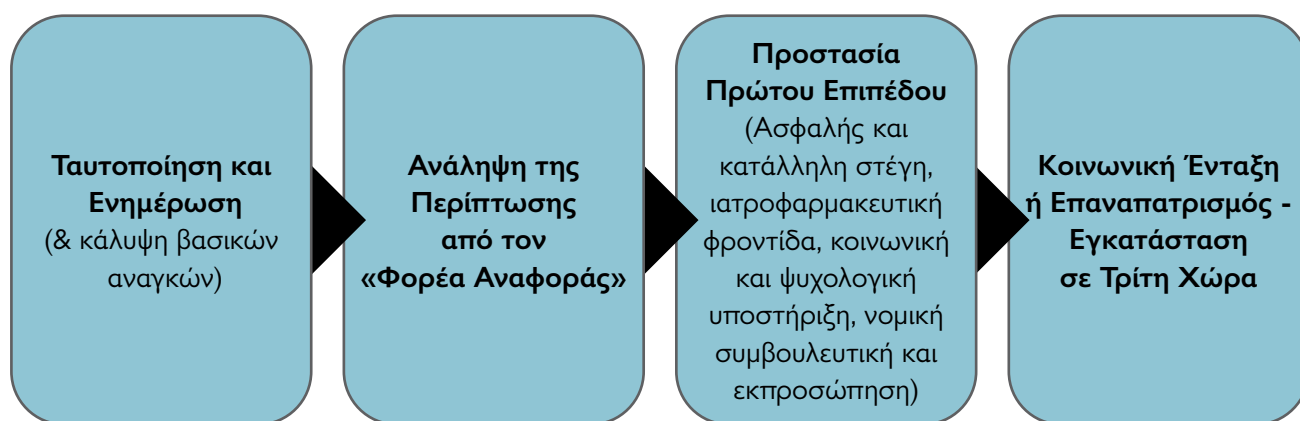 Ταυτοποίηση και
Ενημέρωση
(& κάλυψη βασικών
αναγκών)
Ανάληψη της
Περίπτωσης
από τον
«Φορέα Αναφοράς»
Προστασία
Πρώτου Επιπέδου
(Ασφαλής και
κατάλληλη στέγη,
ιατροφαρμακευτική
φροντίδα, κοινωνική
και ψυχολογική
υποστήριξη, νομική
συμβουλευτική και
εκπροσώπηση)
Κοινωνική Ένταξη
ή Επαναπατρισμός -
Εγκατάσταση
σε Τρίτη Χώρα